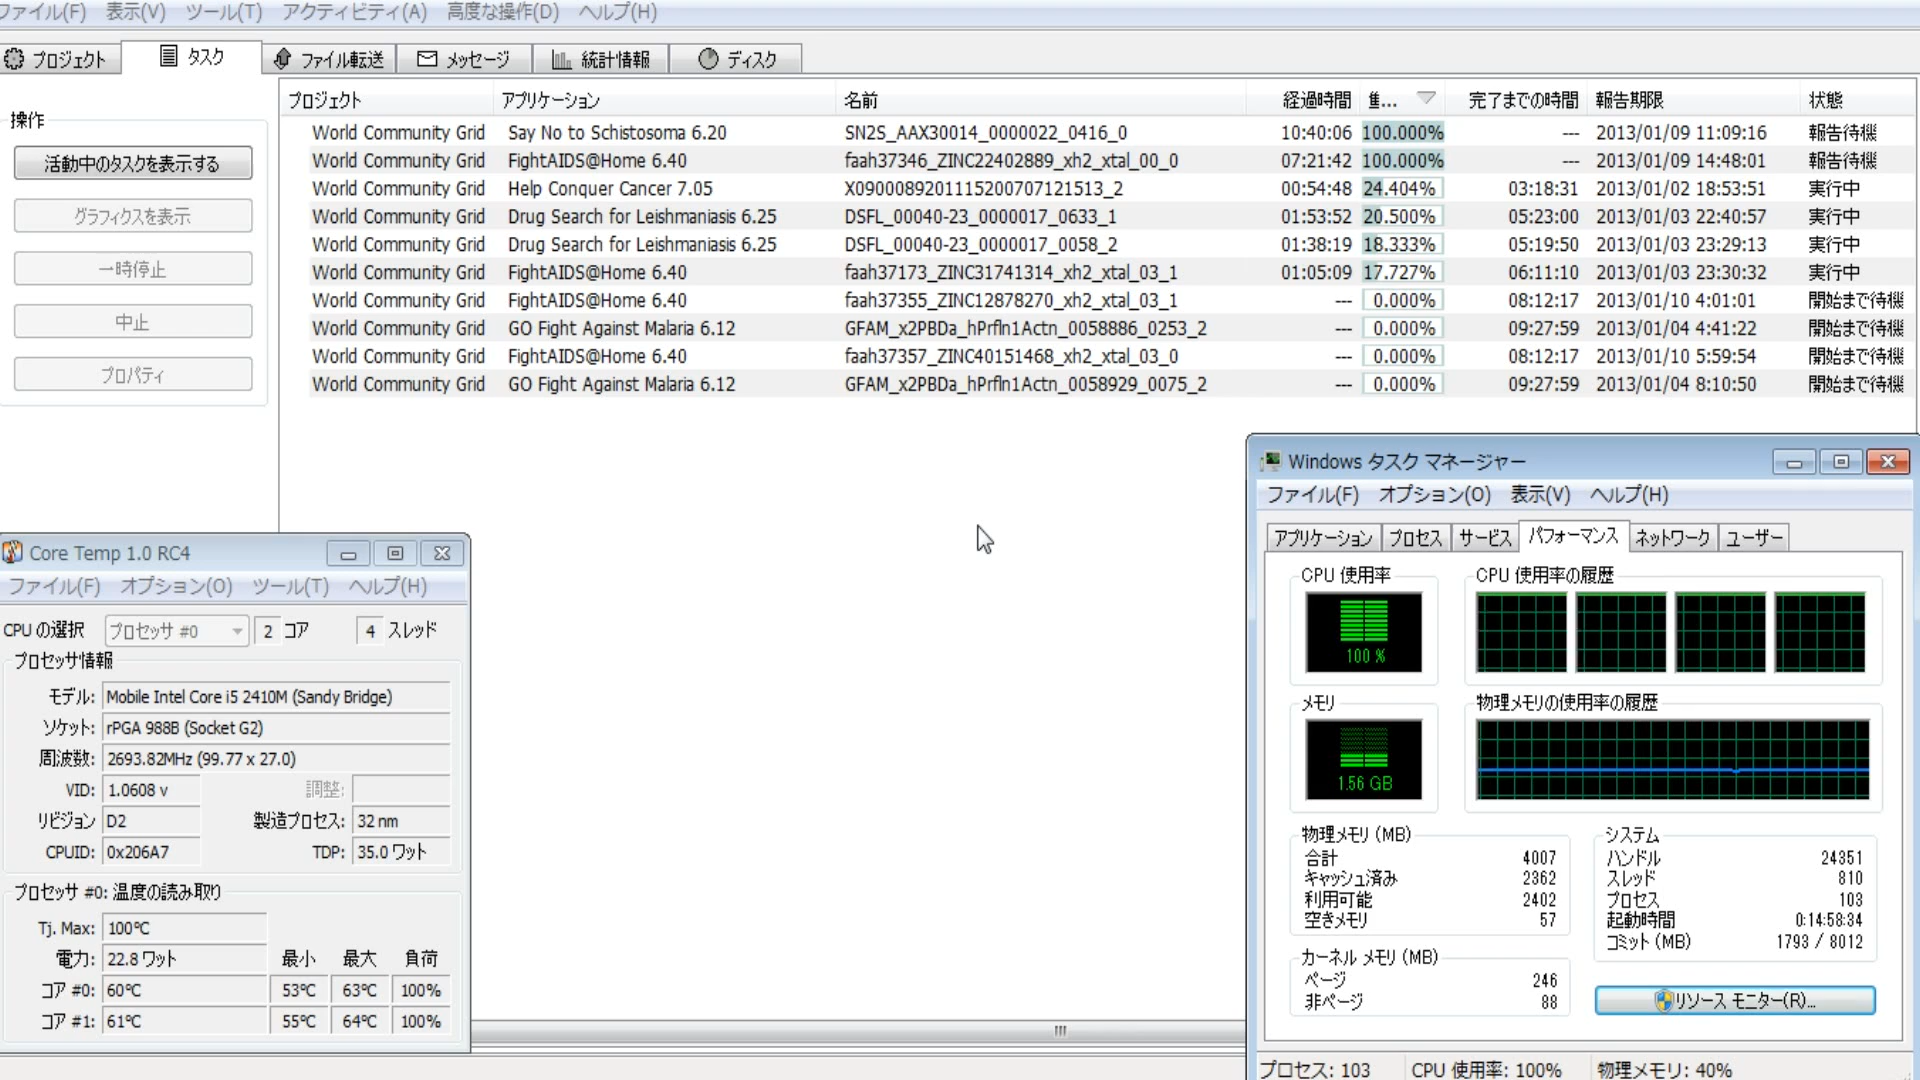 ファイル(F) 表示(V) ツール(T) アクティビティ(A) 高度な操作(D) ヘルプ(H)
プロジェクト タスク ファイル転送 メッセージ 統計情報 ディスク
操作
活動中のタスクを表示する
グラフィクスを表示
一時停止
中止
プロパティ
プロジェクト アプリケーション 名前 経過時間 進... 完了までの時間 報告期限 状態
World Community Grid Say No to Schistosoma 6.20 SN2S_AAX30014_0000022_0416_0 10:40:06 100.000% --- 2013/01/09 11:09:16 報告待機
World Community Grid FightAIDS@Home 6.40 faah37346_ZINC22402889_xh2_xtal_00_0 07:21:42 100.000% --- 2013/01/09 14:48:01 報告待機
World Community Grid Help Conquer Cancer 7.05 X0900089201115200707121513_2 00:54:48 24.404% 03:18:31 2013/01/02 18:53:51 実行中
World Community Grid Drug Search for Leishmaniasis 6.25 DSFL_00040-23_0000017_0633_1 01:53:52 20.500% 05:23:00 2013/01/03 22:40:57 実行中
World Community Grid Drug Search for Leishmaniasis 6.25 DSFL_00040-23_0000017_0058_2 01:38:19 18.333% 05:19:50 2013/01/03 23:29:13 実行中
World Community Grid FightAIDS@Home 6.40 faah37173_ZINC31741314_xh2_xtal_03_1 01:05:09 17.727% 06:11:10 2013/01/03 23:30:32 実行中
World Community Grid FightAIDS@Home 6.40 faah37355_ZINC12878270_xh2_xtal_03_1 --- 0.000% 08:12:17 2013/01/10 4:01:01 開始まで待機
World Community Grid GO Fight Against Malaria 6.12 GFAM_x2PBDa_hPrfln1Actn_0058886_0253_2 --- 0.000% 09:27:59 2013/01/04 4:41:22 開始まで待機
World Community Grid FightAIDS@Home 6.40 faah37357_ZINC40151468_xh2_xtal_03_0 --- 0.000% 08:12:17 2013/01/10 5:59:54 開始まで待機
World Community Grid GO Fight Against Malaria 6.12 GFAM_x2PBDa_hPrfln1Actn_0058929_0075_2 --- 0.000% 09:27:59 2013/01/04 8:10:50 開始まで待機
Core Temp 1.0 RC4
ファイル(F) オプション(O) ツール(T) ヘルプ(H)
CPU の選択 プロセッサ #0 2 コア 4 スレッド
プロセッサ情報
モデル: Mobile Intel Core i5 2410M (Sandy Bridge)
ソケット: rPGA 988B (Socket G2)
周波数: 2693.82MHz (99.77 x 27.0)
VID: 1.0608 v 調整:
リビジョン D2 製造プロセス: 32 nm
CPUID: 0x206A7 TDP: 35.0 ワット
プロセッサ #0: 温度の読み取り
Tj. Max: 100℃
電力: 22.8 ワット 最小 最大 負荷
コア #0: 60℃ 53℃ 63℃ 100%
コア #1: 61℃ 55℃ 64℃ 100%
Windows タスク マネージャー
ファイル(F) オプション(O) 表示(V) ヘルプ(H)
アプリケーション プロセス サービス パフォーマンス ネットワーク ユーザー
CPU 使用率 CPU 使用率の履歴
100 %
メモリ 物理メモリの使用率の履歴
1.56 GB
物理メモリ (MB)
合計 4007
キャッシュ済み 2362
利用可能 2402
空きメモリ 57
カーネル メモリ (MB)
ページ 246
非ページ 88
システム
ハンドル 24351
スレッド 810
プロセス 103
起動時間 0:14:58:34
コミット (MB) 1793 / 8012
リソース モニター(R)...
プロセス: 103 CPU 使用率: 100% 物理メモリ: 40%